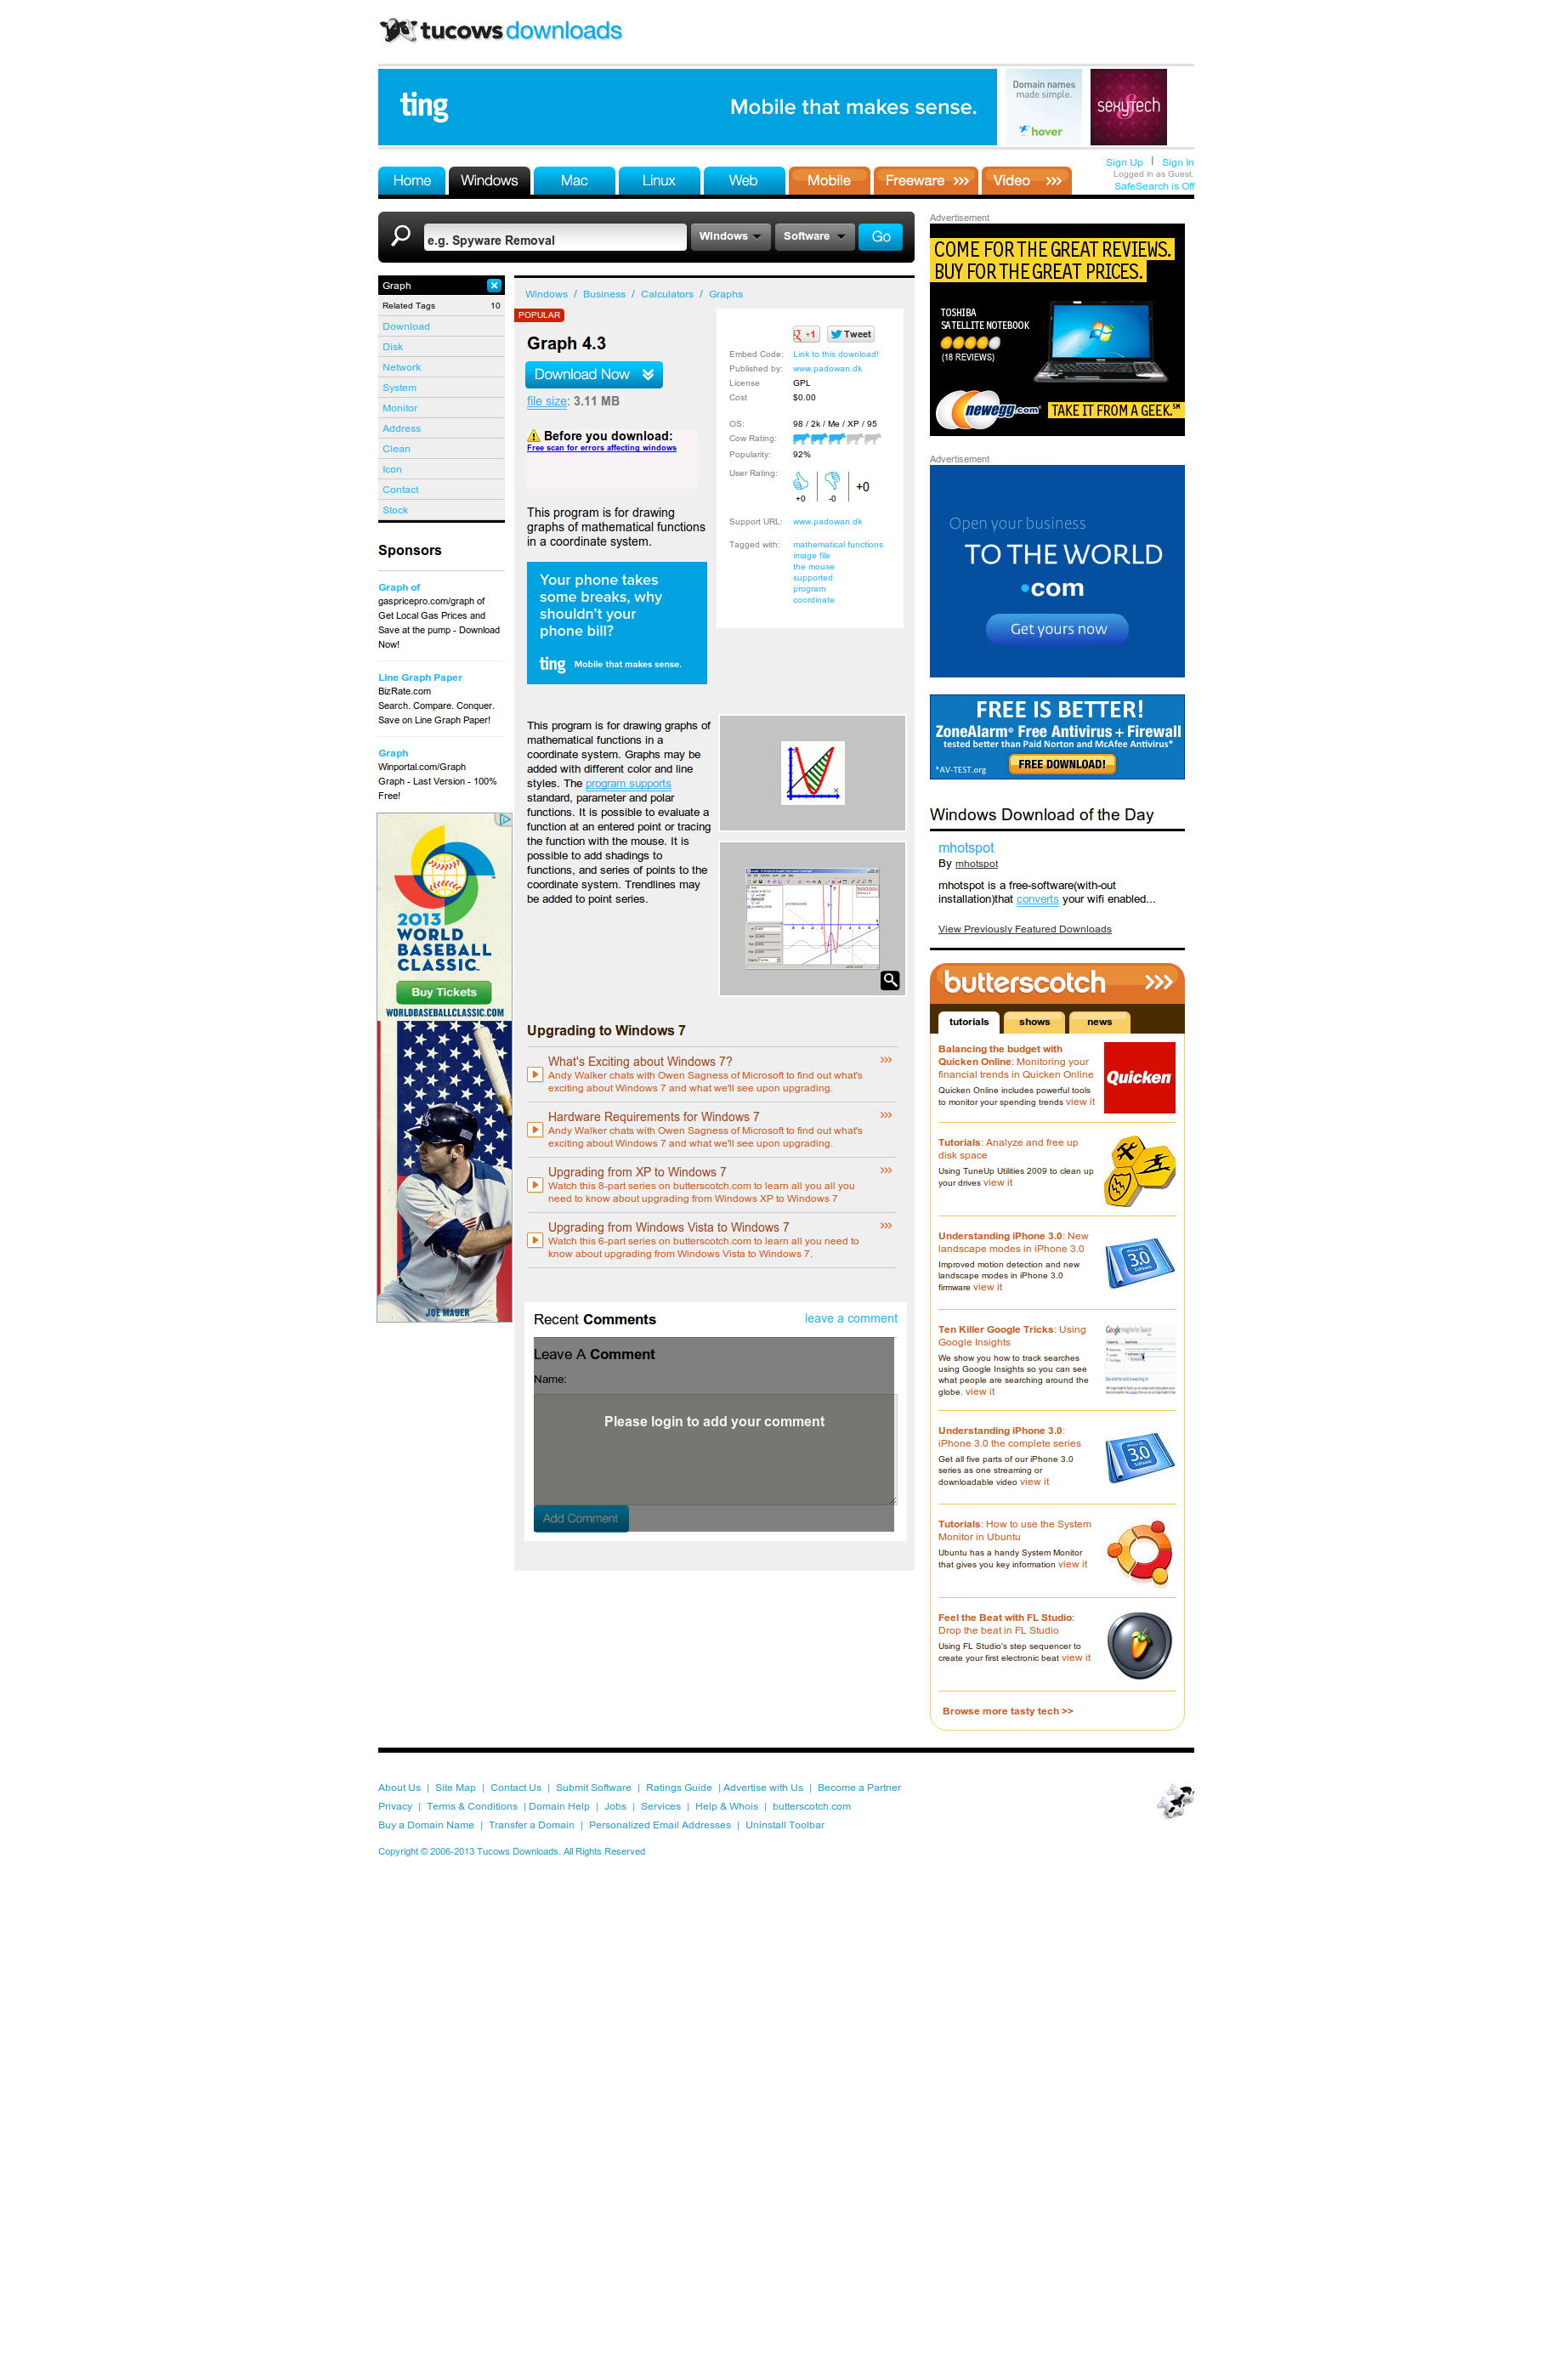 tucows downloads
ting
Mobile that makes sense.
Domain names
made simple.
hover
sexytech
Sign Up | Sign In
Logged in as Guest.
SafeSearch is Off
Home
Windows
Mac
Linux
Web
Mobile
Freeware
Video
e.g. Spyware Removal
Windows
Software
Go
Graph
Related Tags 10
Download
Disk
Network
System
Monitor
Address
Clean
Icon
Contact
Stock
Sponsors
Graph of
gaspricepro.com/graph of
Get Local Gas Prices and
Save at the pump - Download
Now!
Line Graph Paper
BizRate.com
Search. Compare. Conquer.
Save on Line Graph Paper!
Graph
Winportal.com/Graph
Graph - Last Version - 100%
Free!
2013
WORLD
BASEBALL
CLASSIC.
Buy Tickets
WORLDBASEBALLCLASSIC.COM
JOE MAUER
Windows / Business / Calculators / Graphs
POPULAR
Graph 4.3
Download Now
file size: 3.11 MB
Before you download:
Free scan for errors affecting windows
This program is for drawing
graphs of mathematical functions
in a coordinate system.
Your phone takes
some breaks, why
shouldn't your
phone bill?
ting Mobile that makes sense.
+1
Tweet
Embed Code: Link to this download!
Published by: www.padowan.dk
License GPL
Cost $0.00
OS: 98 / 2k / Me / XP / 95
Cow Rating:
Popularity: 92%
User Rating:
+0
-0
+0
Support URL: www.padowan.dk
Tagged with: mathematical functions
image file
the mouse
supported
program
coordinate
This program is for drawing graphs of
mathematical functions in a
coordinate system. Graphs may be
added with different color and line
styles. The program supports
standard, parameter and polar
functions. It is possible to evaluate a
function at an entered point or tracing
the function with the mouse. It is
possible to add shadings to
functions, and series of points to the
coordinate system. Trendlines may
be added to point series.
Upgrading to Windows 7
What's Exciting about Windows 7?
Andy Walker chats with Owen Sagness of Microsoft to find out what's
exciting about Windows 7 and what we'll see upon upgrading.
Hardware Requirements for Windows 7
Andy Walker chats with Owen Sagness of Microsoft to find out what's
exciting about Windows 7 and what we'll see upon upgrading.
Upgrading from XP to Windows 7
Watch this 8-part series on butterscotch.com to learn all you all you
need to know about upgrading from Windows XP to Windows 7
Upgrading from Windows Vista to Windows 7
Watch this 6-part series on butterscotch.com to learn all you need to
know about upgrading from Windows Vista to Windows 7.
Recent Comments
leave a comment
Leave A Comment
Name:
Please login to add your comment
Add Comment
Advertisement
COME FOR THE GREAT REVIEWS.
BUY FOR THE GREAT PRICES.
TOSHIBA
SATELLITE NOTEBOOK
(18 REVIEWS)
newegg.com
TAKE IT FROM A GEEK.℠
Advertisement
Open your business
TO THE WORLD
•com
Get yours now
FREE IS BETTER!
ZoneAlarm® Free Antivirus + Firewall
tested better than Paid Norton and McAfee Antivirus*
*AV-TEST.org
FREE DOWNLOAD!
Windows Download of the Day
mhotspot
By mhotspot
mhotspot is a free-software(with-out
installation)that converts your wifi enabled...
View Previously Featured Downloads
butterscotch
tutorials
shows
news
Balancing the budget with
Quicken Online: Monitoring your
financial trends in Quicken Online
Quicken Online includes powerful tools
to monitor your spending trends view it
Quicken
Tutorials: Analyze and free up
disk space
Using TuneUp Utilities 2009 to clean up
your drives view it
Understanding iPhone 3.0: New
landscape modes in iPhone 3.0
Improved motion detection and new
landscape modes in iPhone 3.0
firmware view it
3.0
Ten Killer Google Tricks: Using
Google Insights
We show you how to track searches
using Google Insights so you can see
what people are searching around the
globe. view it
Understanding iPhone 3.0:
iPhone 3.0 the complete series
Get all five parts of our iPhone 3.0
series as one streaming or
downloadable video view it
3.0
Tutorials: How to use the System
Monitor in Ubuntu
Ubuntu has a handy System Monitor
that gives you key information view it
Feel the Beat with FL Studio:
Drop the beat in FL Studio
Using FL Studio's step sequencer to
create your first electronic beat view it
Browse more tasty tech >>
About Us | Site Map | Contact Us | Submit Software | Ratings Guide | Advertise with Us | Become a Partner
Privacy | Terms & Conditions | Domain Help | Jobs | Services | Help & Whois | butterscotch.com
Buy a Domain Name | Transfer a Domain | Personalized Email Addresses | Uninstall Toolbar
Copyright © 2006-2013 Tucows Downloads. All Rights Reserved